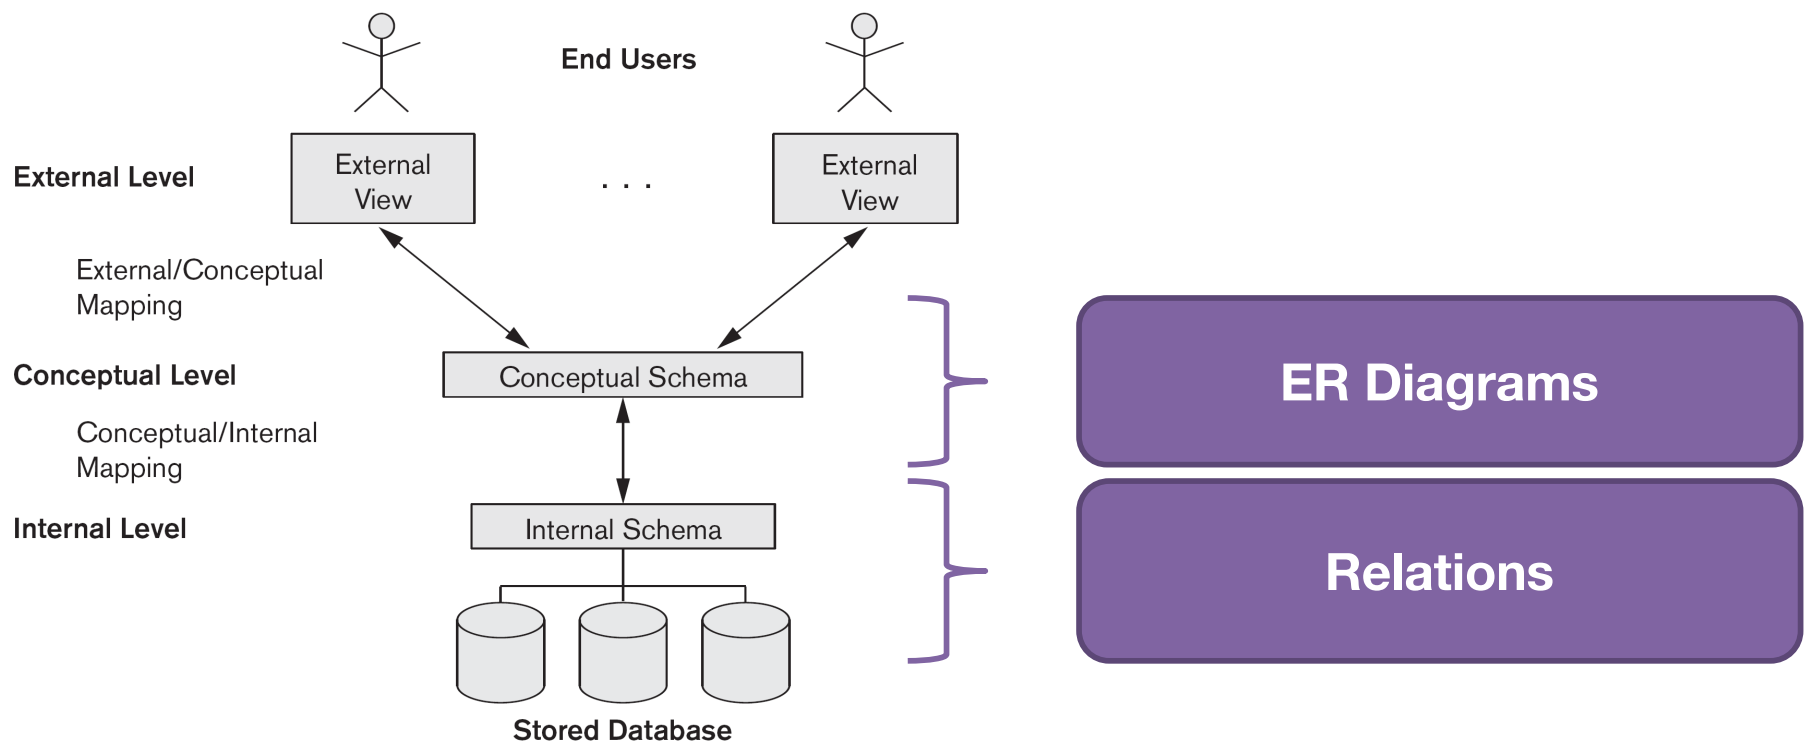 End Users
External Level
External
View
. . .
External
View
External/Conceptual
Mapping
Conceptual Level
Conceptual Schema
ER Diagrams
Conceptual/Internal
Mapping
Internal Level
Internal Schema
Relations
Stored Database